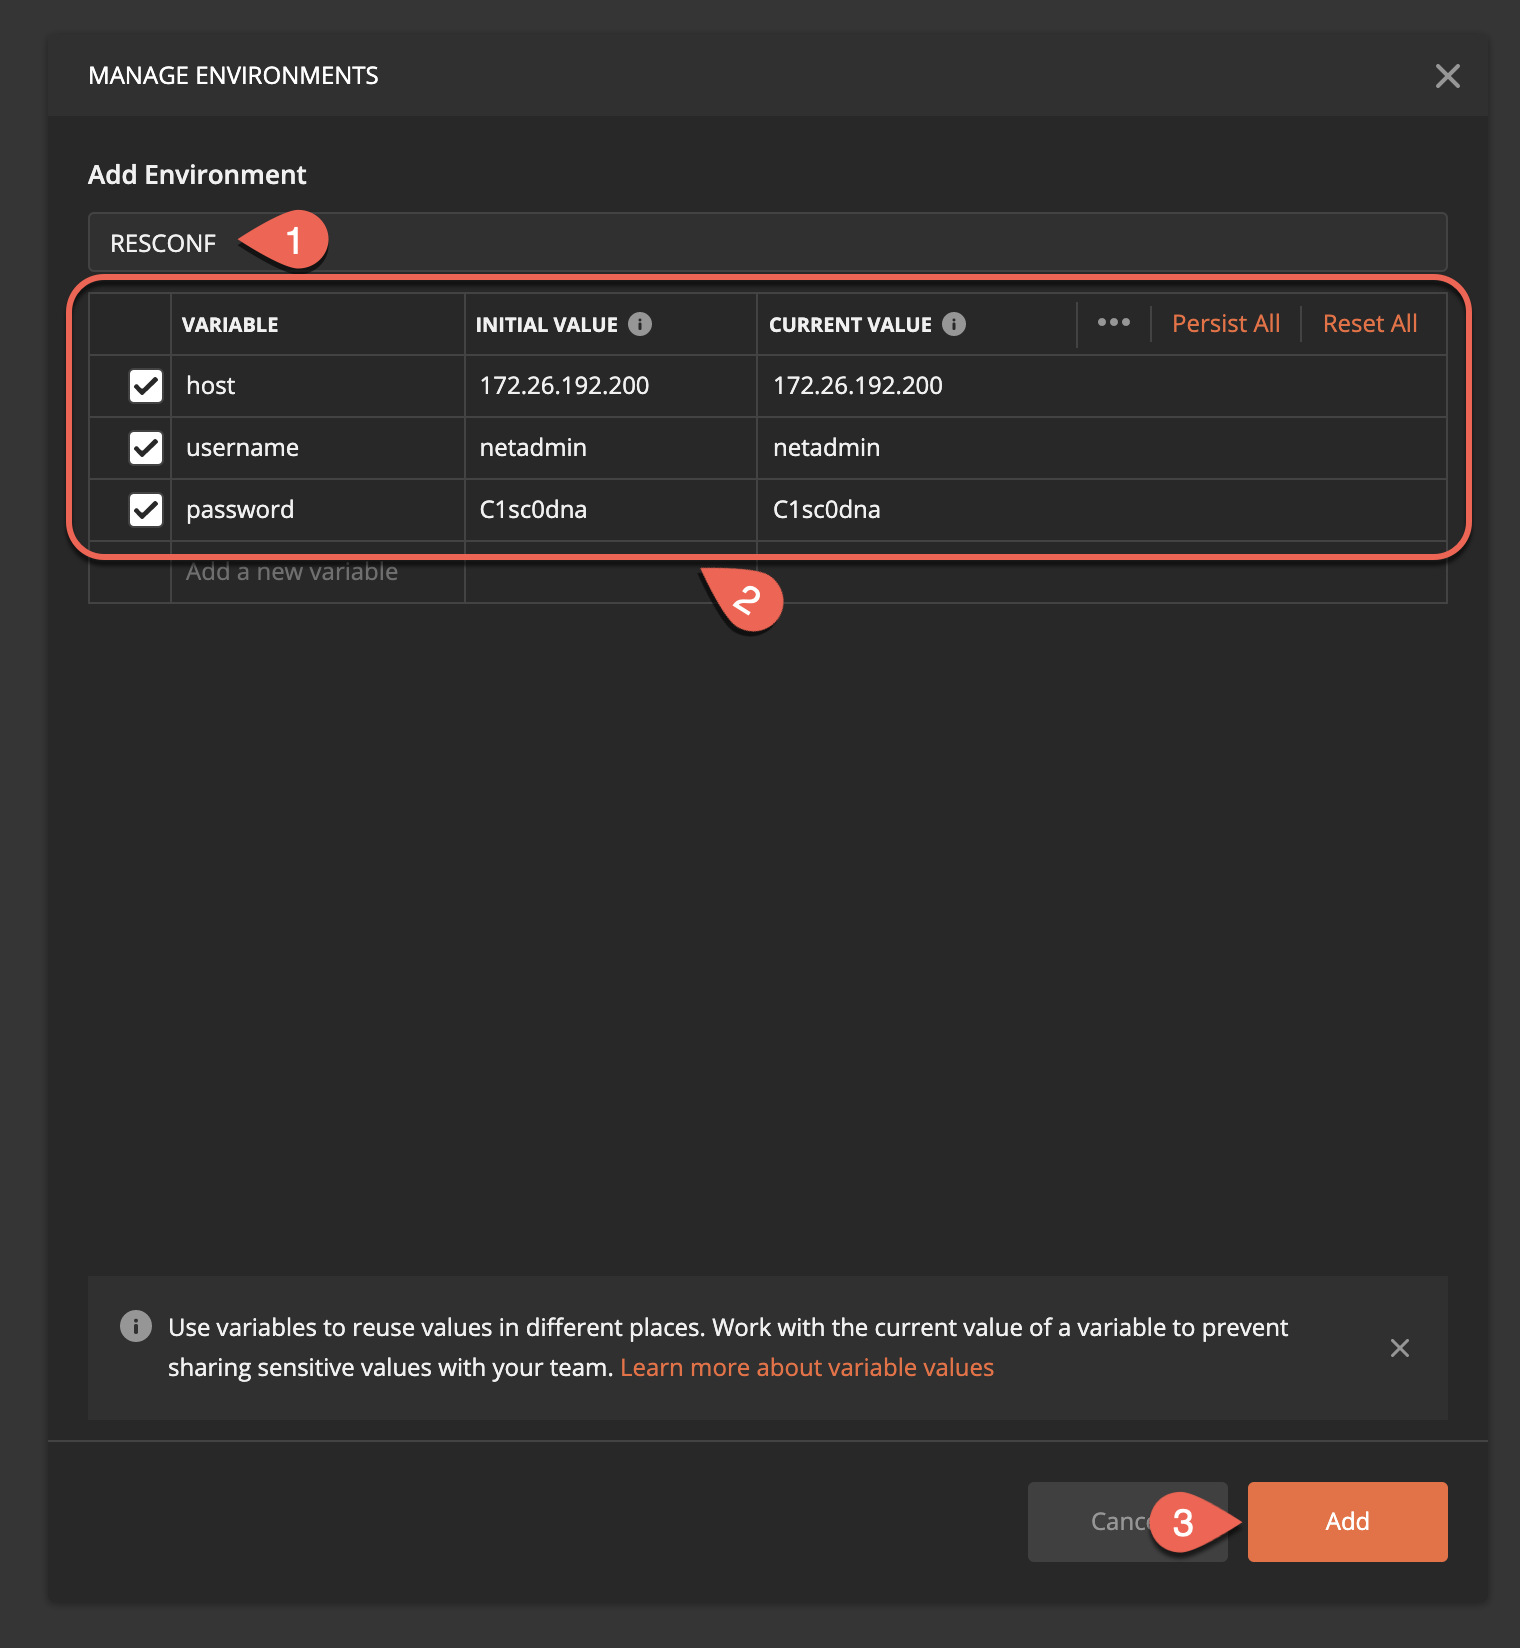 MANAGE ENVIRONMENTS
Add Environment
RESCONF
1
VARIABLE INITIAL VALUE CURRENT VALUE Persist All Reset All
host 172.26.192.200 172.26.192.200
username netadmin netadmin
password C1sc0dna C1sc0dna
Add a new variable
2
Use variables to reuse values in different places. Work with the current value of a variable to prevent
sharing sensitive values with your team. Learn more about variable values
3 Add